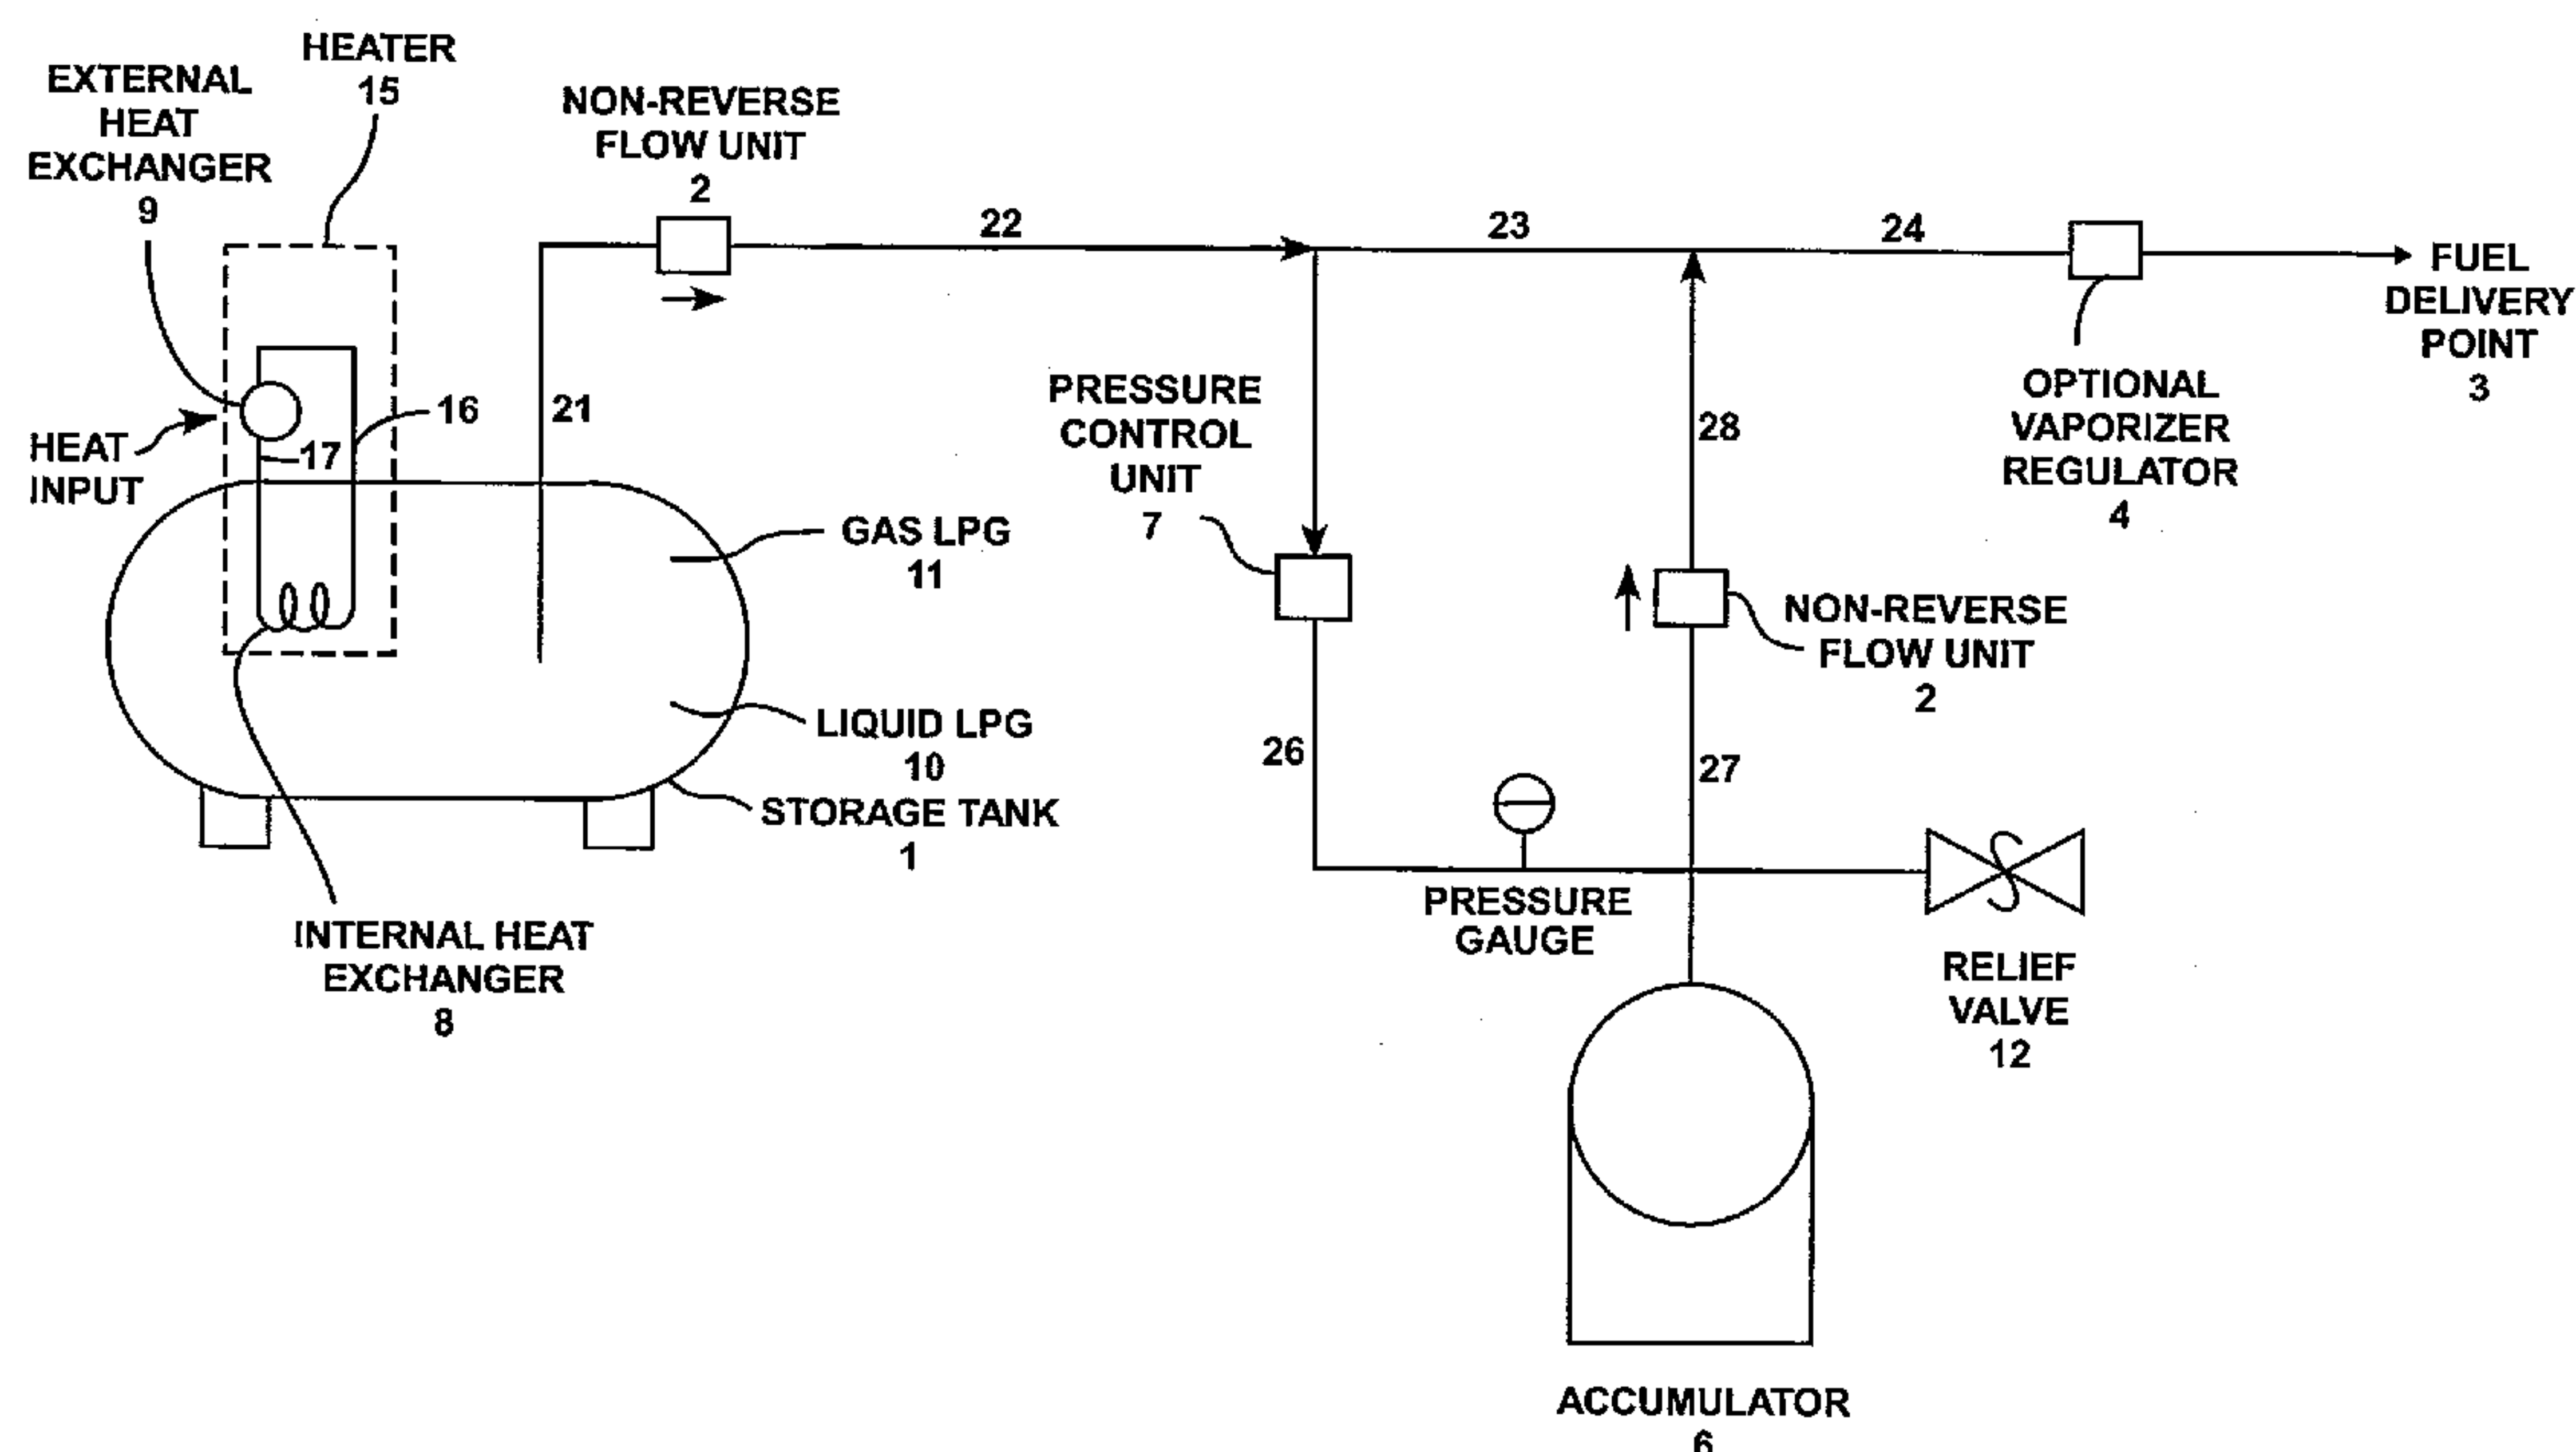 HEATER
15
EXTERNAL
HEAT
EXCHANGER
9
NON-REVERSE
FLOW UNIT
2
22
23
24
FUEL
DELIVERY
POINT
3
HEAT
INPUT
17
16
21
PRESSURE
CONTROL
UNIT
7
28
OPTIONAL
VAPORIZER
REGULATOR
4
GAS LPG
11
NON-REVERSE
FLOW UNIT
2
LIQUID LPG
10
STORAGE TANK
1
26
27
PRESSURE
GAUGE
INTERNAL HEAT
EXCHANGER
8
RELIEF
VALVE
12
ACCUMULATOR
6